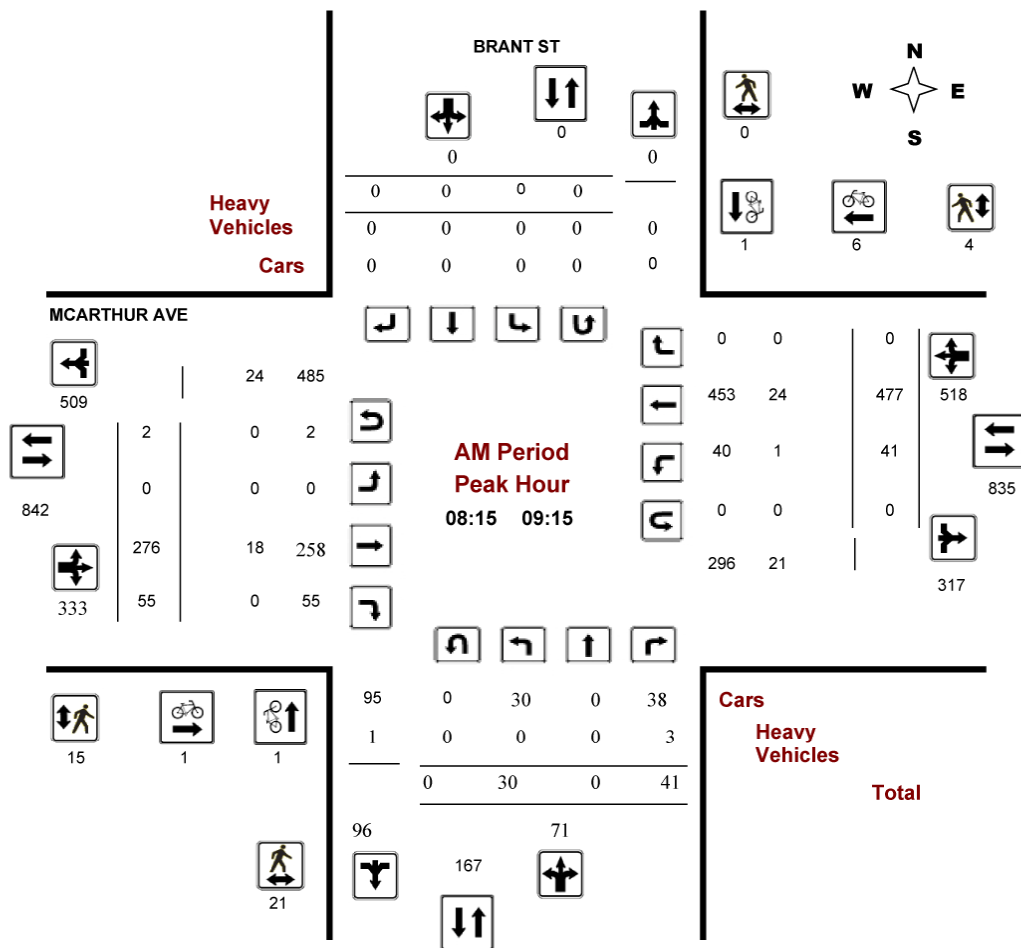 BRANT ST
N
W E
S
0
0
0 0
0 0 0 0
Heavy
Vehicles
0 0 0 0 0
Cars
0 0 0 0 0
1 6 4
MCARTHUR AVE
509
24 485
2 0 2
0 0 0
842
276 18 258
333
55 0 55
AM Period
Peak Hour
08:15 09:15
0 0 0
453 24 477 518
40 1 41
835
0 0 0
296 21
317
95 0 30 0 38
Cars
1 0 0 0 3
Heavy
Vehicles
0 30 0 41
Total
15 1 1
96 71
167
21